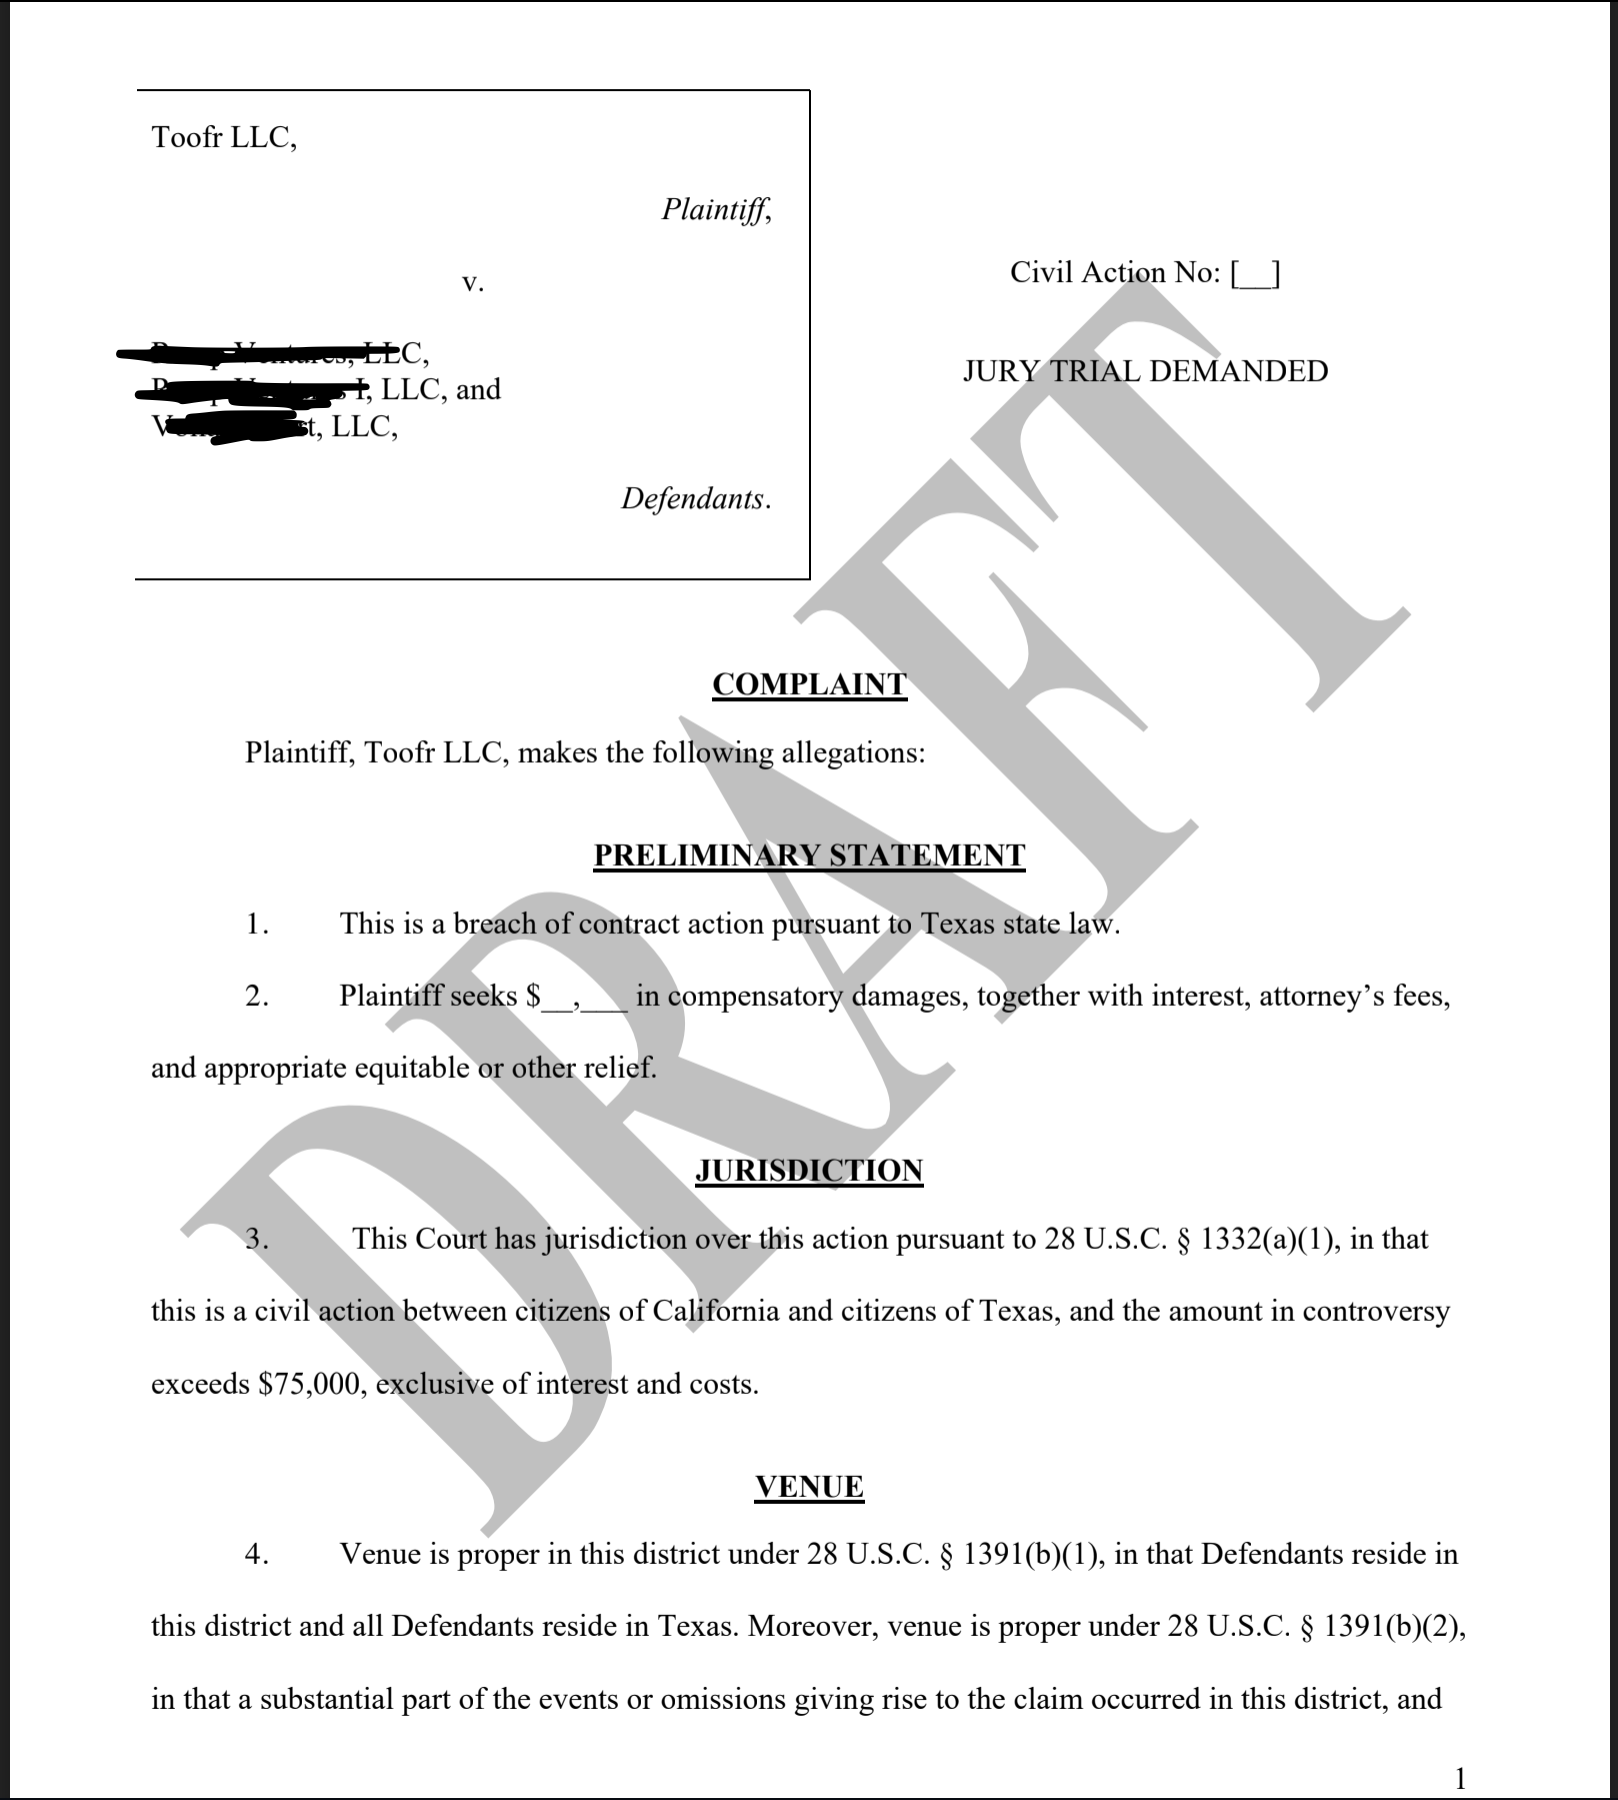 Toofr LLC,
Plaintiff,
v.
LLC,
I, LLC, and
LLC,
Defendants.
Civil Action No: [__]
JURY TRIAL DEMANDED
COMPLAINT
Plaintiff, Toofr LLC, makes the following allegations:
PRELIMINARY STATEMENT
1. This is a breach of contract action pursuant to Texas state law.
2. Plaintiff seeks $__,___ in compensatory damages, together with interest, attorney’s fees,
and appropriate equitable or other relief.
JURISDICTION
3. This Court has jurisdiction over this action pursuant to 28 U.S.C. § 1332(a)(1), in that
this is a civil action between citizens of California and citizens of Texas, and the amount in controversy
exceeds $75,000, exclusive of interest and costs.
VENUE
4. Venue is proper in this district under 28 U.S.C. § 1391(b)(1), in that Defendants reside in
this district and all Defendants reside in Texas. Moreover, venue is proper under 28 U.S.C. § 1391(b)(2),
in that a substantial part of the events or omissions giving rise to the claim occurred in this district, and
1
DRAFT